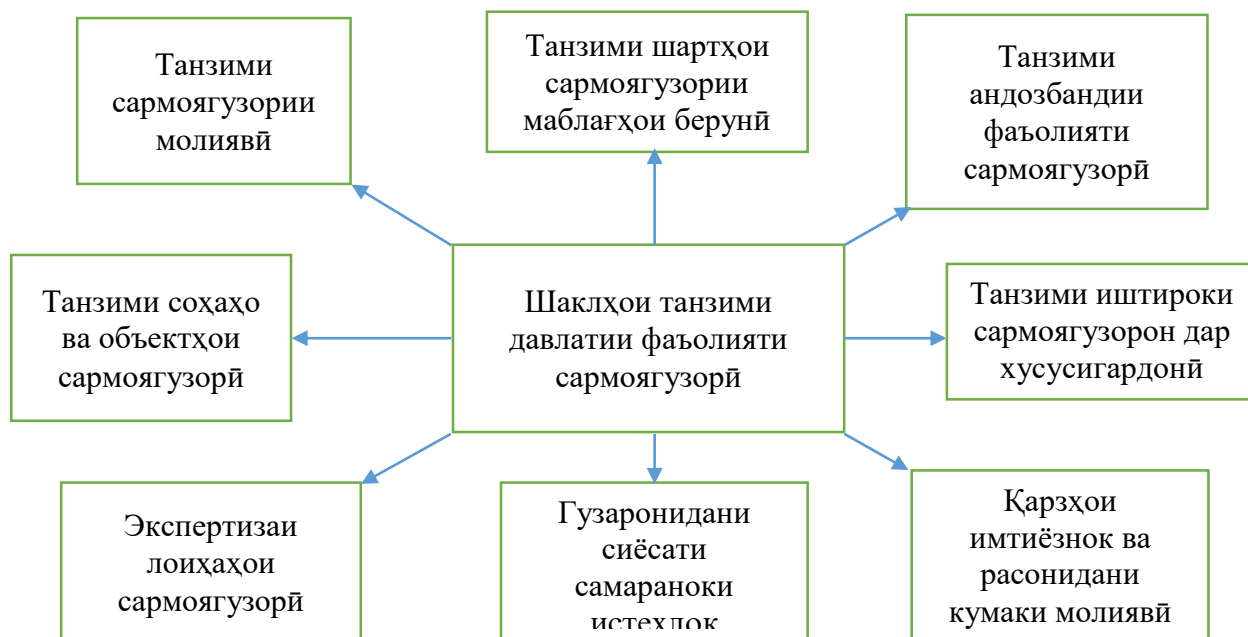 Танзими
сармоягузории
молиявӣ
Танзими шартҳои
сармоягузории
маблағҳои берунӣ
Танзими
андозбандии
фаъолияти
сармоягузорӣ
Танзими соҳаҳо
ва объектҳои
сармоягузорӣ
Шаклҳои танзими
давлатии фаъолияти
сармоягузорӣ
Танзими иштироки
сармоягузорон дар
хусусигардонӣ
Экспертизаи
лоиҳаҳои
сармоягузорӣ
Гузаронидани
сиёсати
самараноки
истеҳлок
Қарзҳои
имтиёзнок ва
расонидани
кумаки молиявӣ